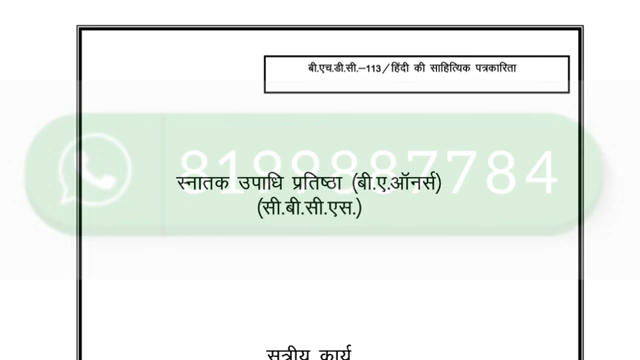 बी.एच.डी.सी.–113/हिंदी की साहित्यिक पत्रकारिता
8199887784
स्नातक उपाधि प्रतिष्ठा (बी.ए.ऑनर्स)
(सी.बी.सी.एस.)
सत्रीय कार्य